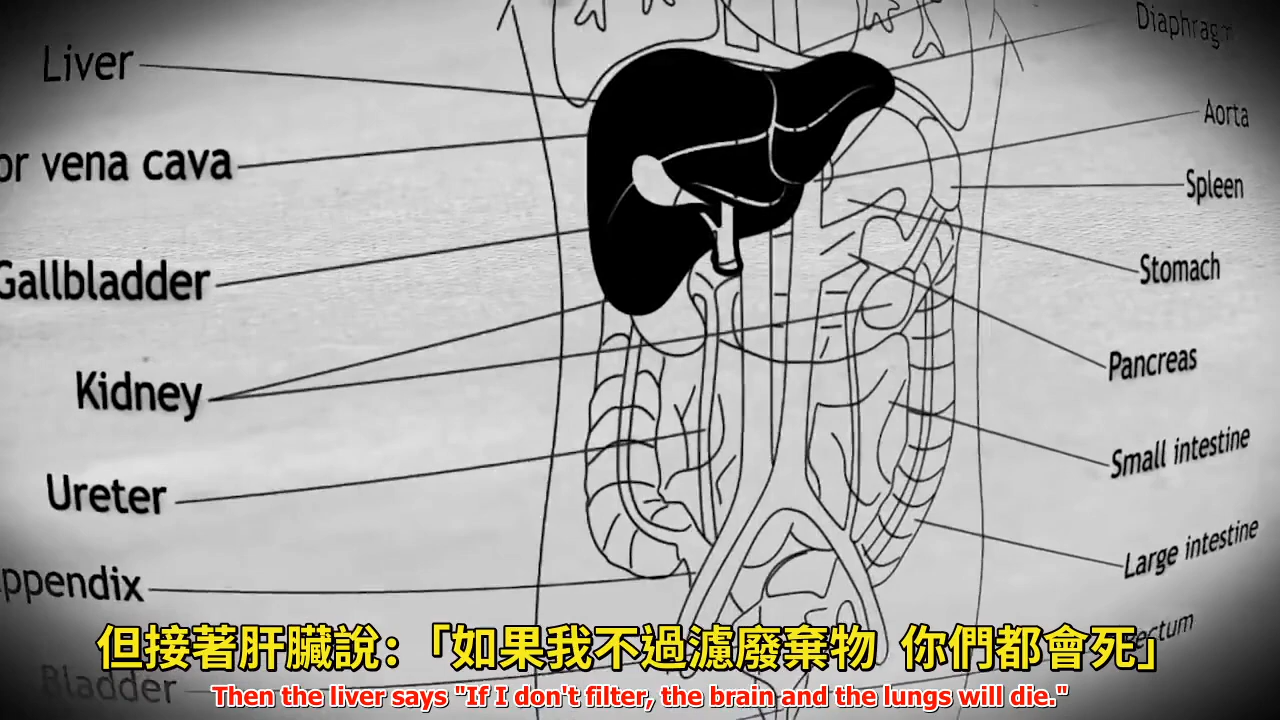 Liver
or vena cava
Gallbladder
Kidney
Ureter
ppendix
Bladder
Diaphragm
Aorta
Spleen
Stomach
Pancreas
Small intestine
Large intestine
ectum
但接著肝臟說:「如果我不過濾廢棄物 你們都會死」
Then the liver says "If I don't filter, the brain and the lungs will die."